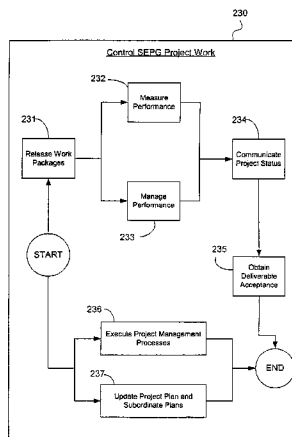 230
Control SEPG Project Work
232
Measure
Performance
231
Release Work
Packages
234
Communicate
Project Status
Manage
Performance
233
START
235
Obtain
Deliverable
Acceptance
236
Execute Project Management
Processes
237
Update Project Plan and
Subordinate Plans
END